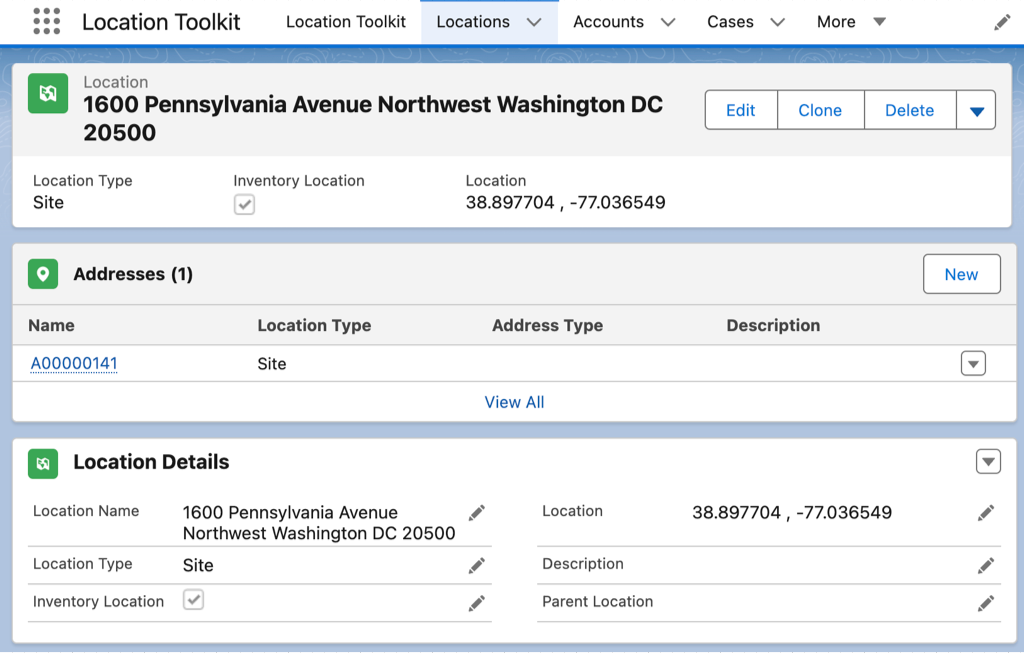 Location Toolkit
Location Toolkit
Locations
Accounts
Cases
More
Location
1600 Pennsylvania Avenue Northwest Washington DC
20500
Edit
Clone
Delete
Location Type
Inventory Location
Location
Site
38.897704 , -77.036549
Addresses (1)
New
Name
Location Type
Address Type
Description
A00000141
Site
View All
Location Details
Location Name
1600 Pennsylvania Avenue
Northwest Washington DC 20500
Location
38.897704 , -77.036549
Location Type
Site
Description
Inventory Location
Parent Location